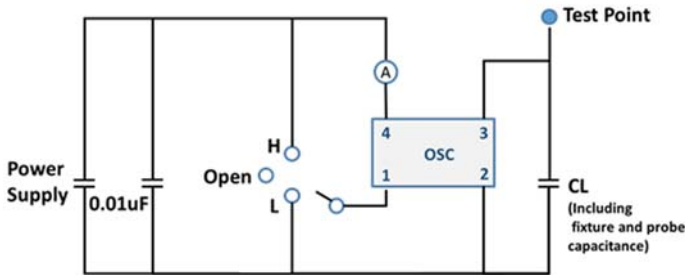 Test Point
A
4
3
OSC
1
2
H
Open
L
Power
Supply
0.01uF
CL
(Including
fixture and probe
capacitance)